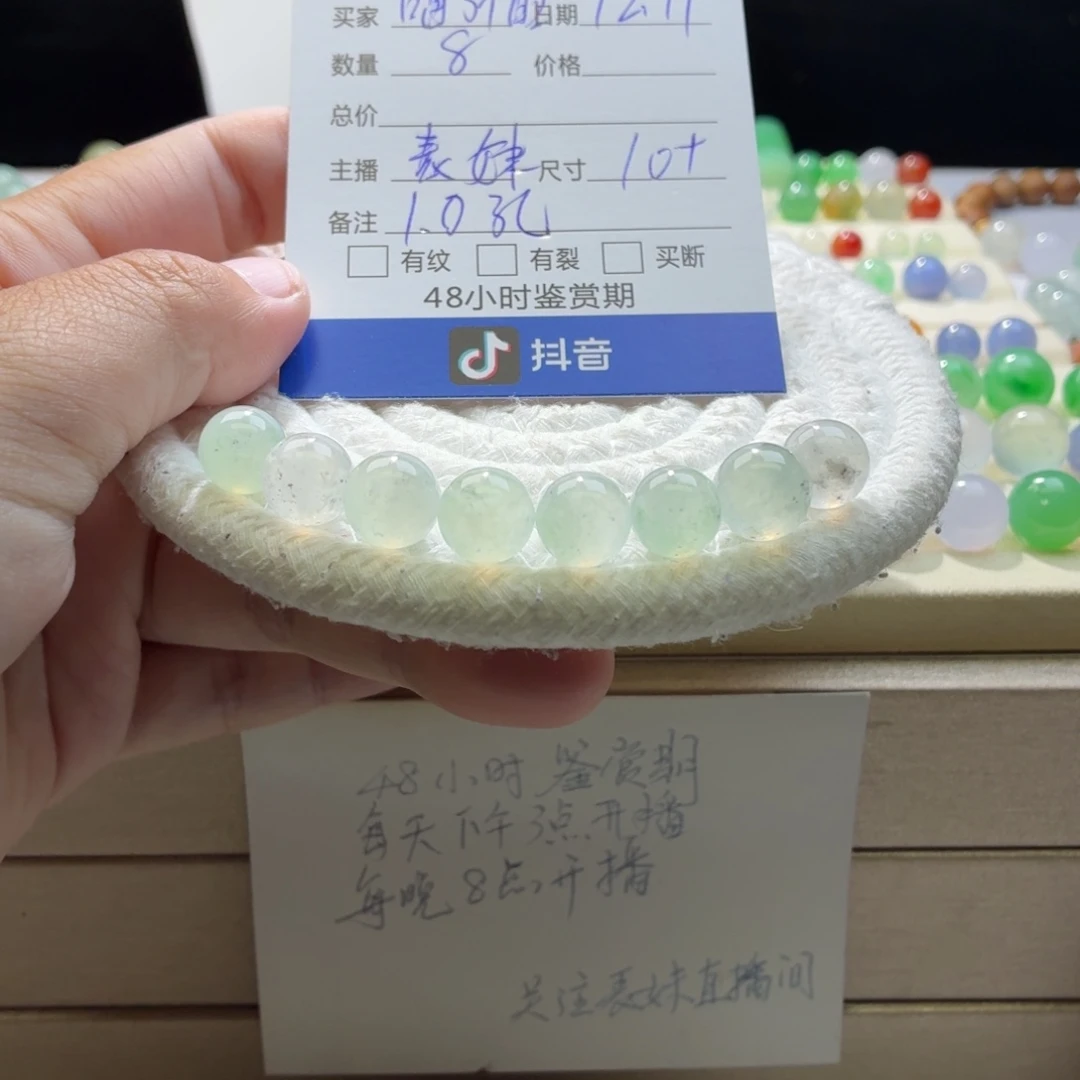 买家 日期
数量 8 价格
总价
主播 表妹 尺寸 10+
备注 1.0孔
有纹 有裂 买断
48小时鉴赏期
抖音
48小时鉴赏期
每天下午3点开播
每晚8点开播
关注表妹直播间